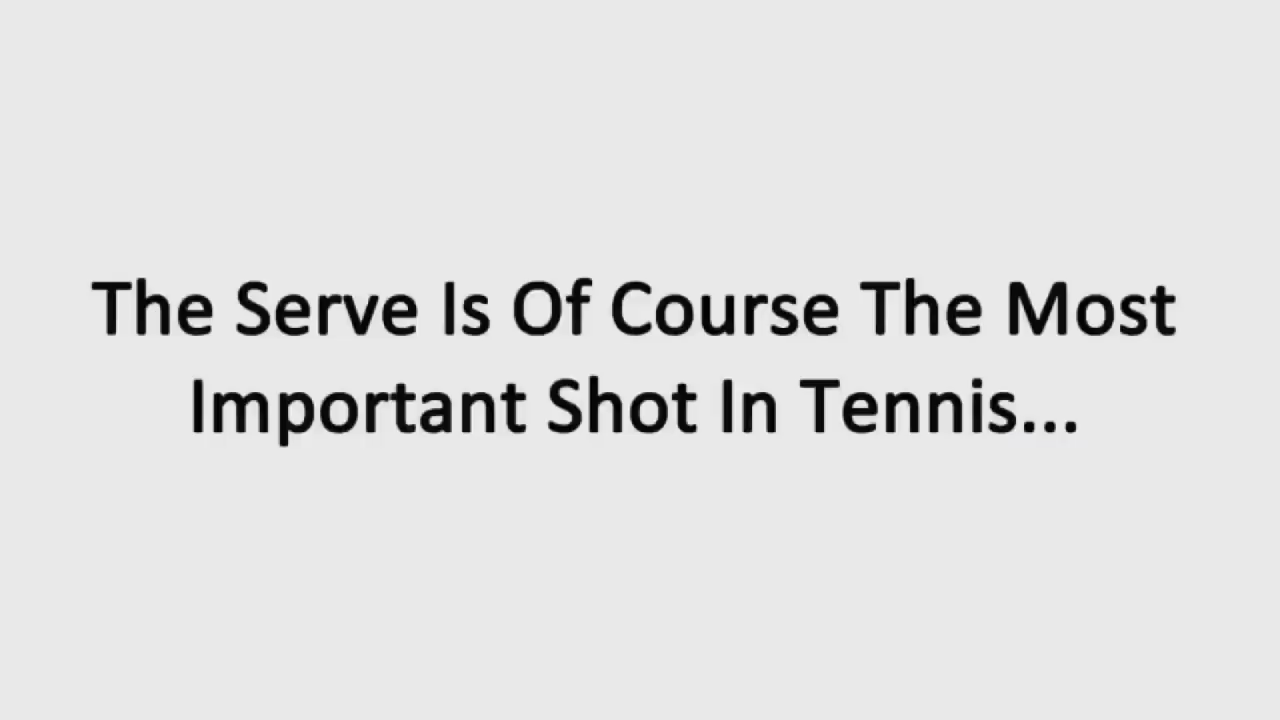 The Serve Is Of Course The Most
Important Shot In Tennis...